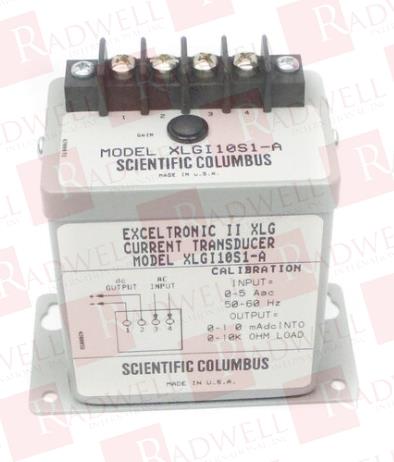 RADWELL
1 2 3 4
GAIN
MODEL XLGI10S1-A
SCIENTIFIC COLUMBUS
MADE IN U.S.A.
EXCELTRONIC II XLG
CURRENT TRANSDUCER
MODEL XLGI10S1-A
CALIBRATION
dc AC
OUTPUT INPUT
1 2 3 4
INPUT=
0-5 Aac
50-60 Hz
OUTPUT=
0-1.0 mAdcINTO
0-10K OHM LOAD
SCIENTIFIC COLUMBUS
MADE IN U.S.A.